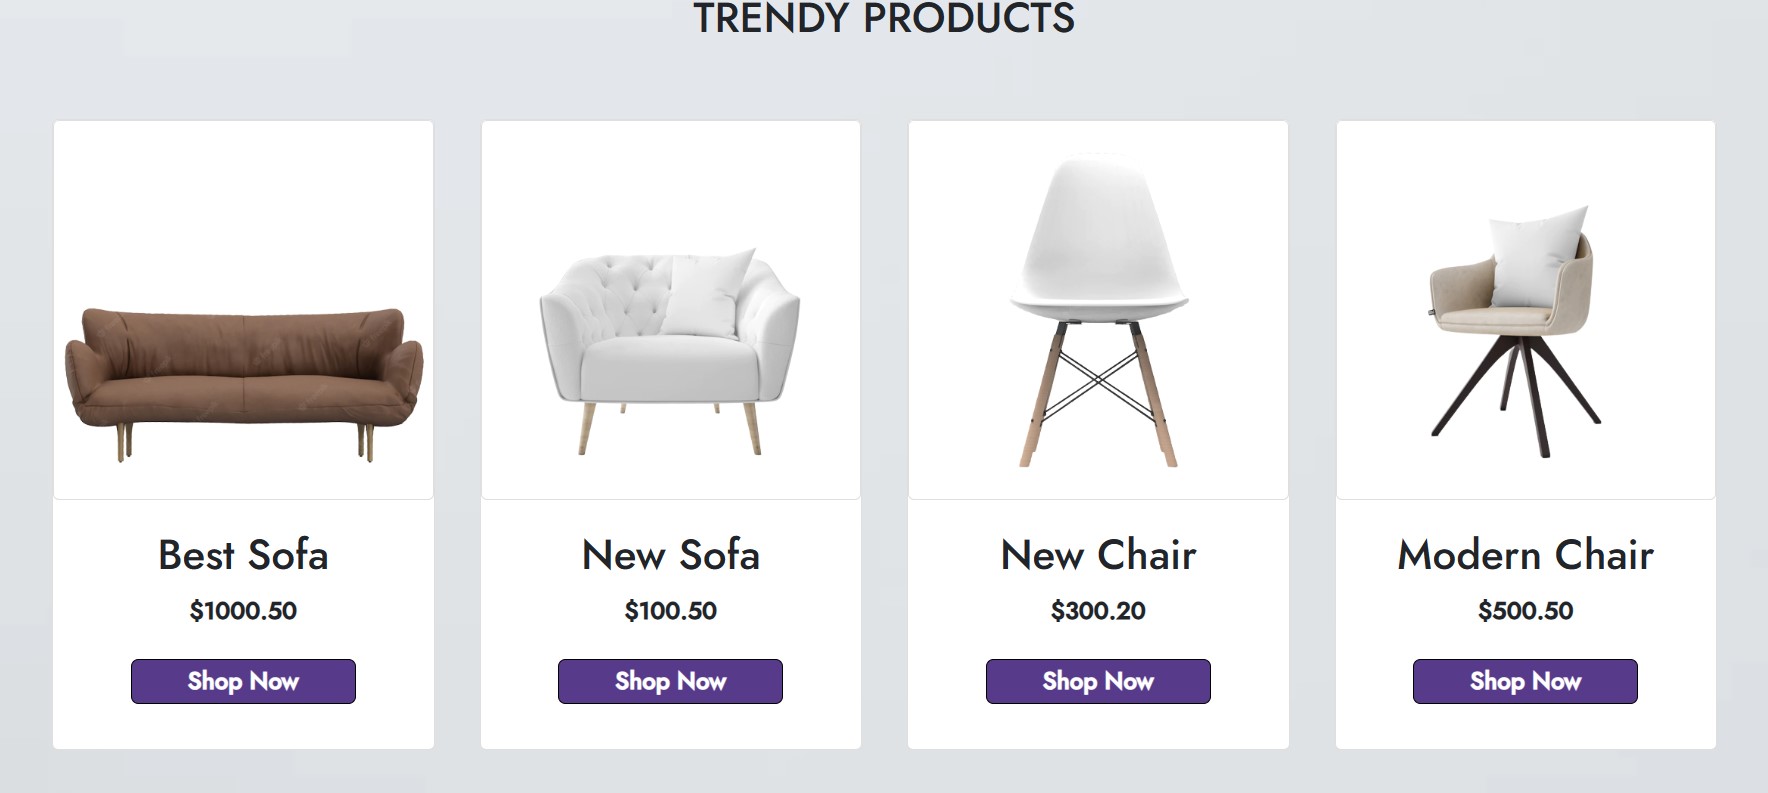 TRENDY PRODUCTS
Best Sofa
$1000.50
Shop Now
New Sofa
$100.50
Shop Now
New Chair
$300.20
Shop Now
Modern Chair
$500.50
Shop Now